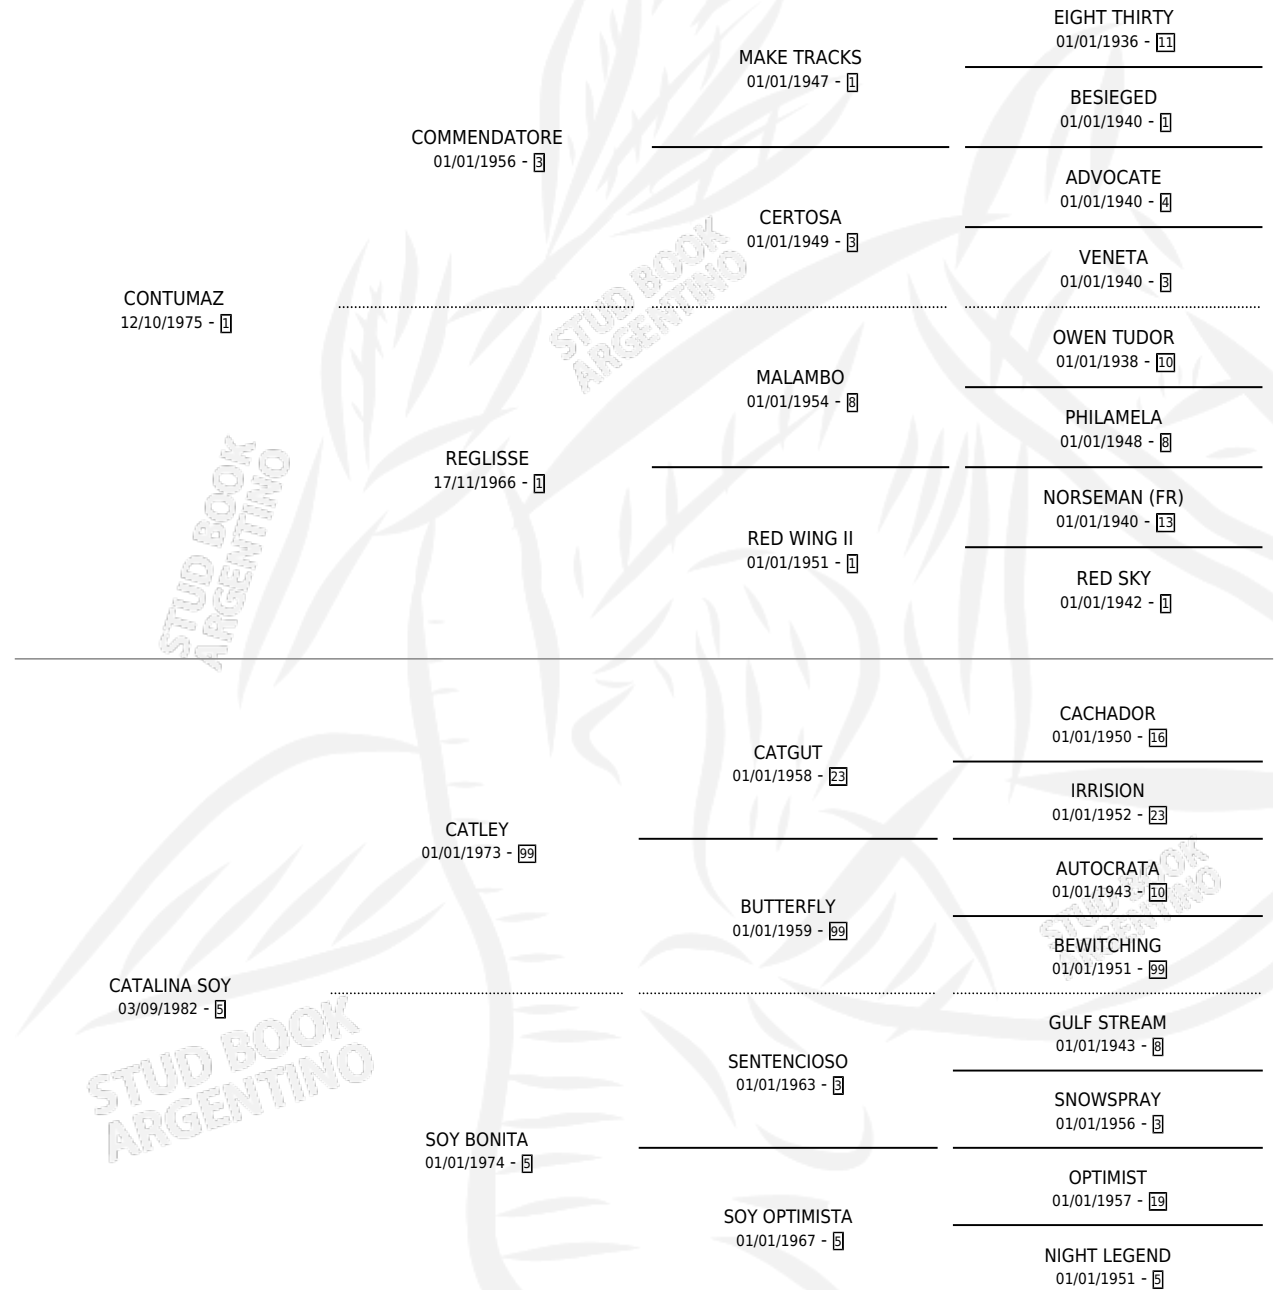 EIGHT THIRTY
01/01/1936 - 11
MAKE TRACKS
01/01/1947 - 1
BESIEGED
01/01/1940 - 1
COMMENDATORE
01/01/1956 - 3
ADVOCATE
01/01/1940 - 4
CERTOSA
01/01/1949 - 3
VENETA
01/01/1940 - 3
CONTUMAZ
12/10/1975 - 1
STUD BOOK
ARGENTINO
OWEN TUDOR
01/01/1938 - 10
MALAMBO
01/01/1954 - 8
PHILAMELA
01/01/1948 - 8
REGLISSE
17/11/1966 - 1
NORSEMAN (FR)
01/01/1940 - 13
RED WING II
01/01/1951 - 1
RED SKY
01/01/1942 - 1
STUD BOOK
ARGENTINO
CACHADOR
01/01/1950 - 16
CATGUT
01/01/1958 - 23
IRRISION
01/01/1952 - 23
CATLEY
01/01/1973 - 99
AUTOCRATA
01/01/1943 - 10
BUTTERFLY
01/01/1959 - 99
STUD BOOK
ARGENTINO
BEWITCHING
01/01/1951 - 99
CATALINA SOY
03/09/1982 - 5
STUD BOOK
ARGENTINO
GULF STREAM
01/01/1943 - 8
SENTENCIOSO
01/01/1963 - 3
SNOWSPRAY
01/01/1956 - 3
SOY BONITA
01/01/1974 - 5
OPTIMIST
01/01/1957 - 19
SOY OPTIMISTA
01/01/1967 - 5
NIGHT LEGEND
01/01/1951 - 5